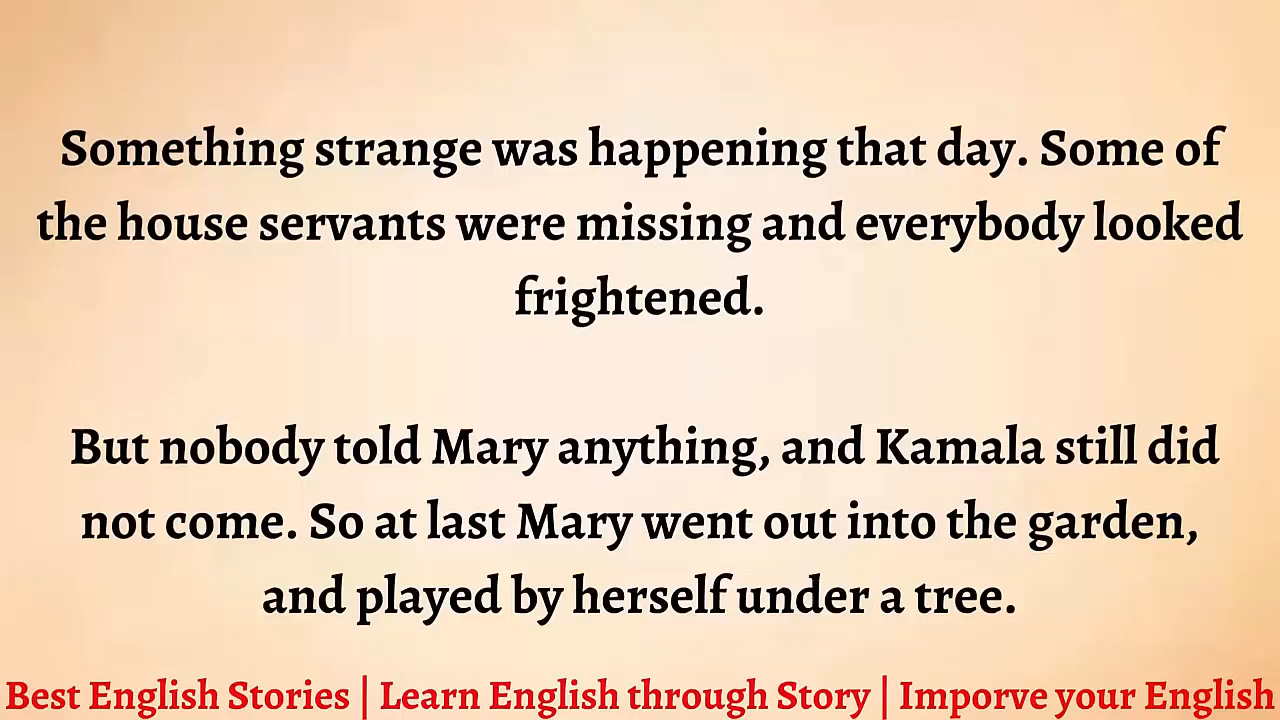 Something strange was happening that day. Some of
the house servants were missing and everybody looked
frightened.
But nobody told Mary anything, and Kamala still did
not come. So at last Mary went out into the garden,
and played by herself under a tree.
Best English Stories | Learn English through Story | Imporve your English